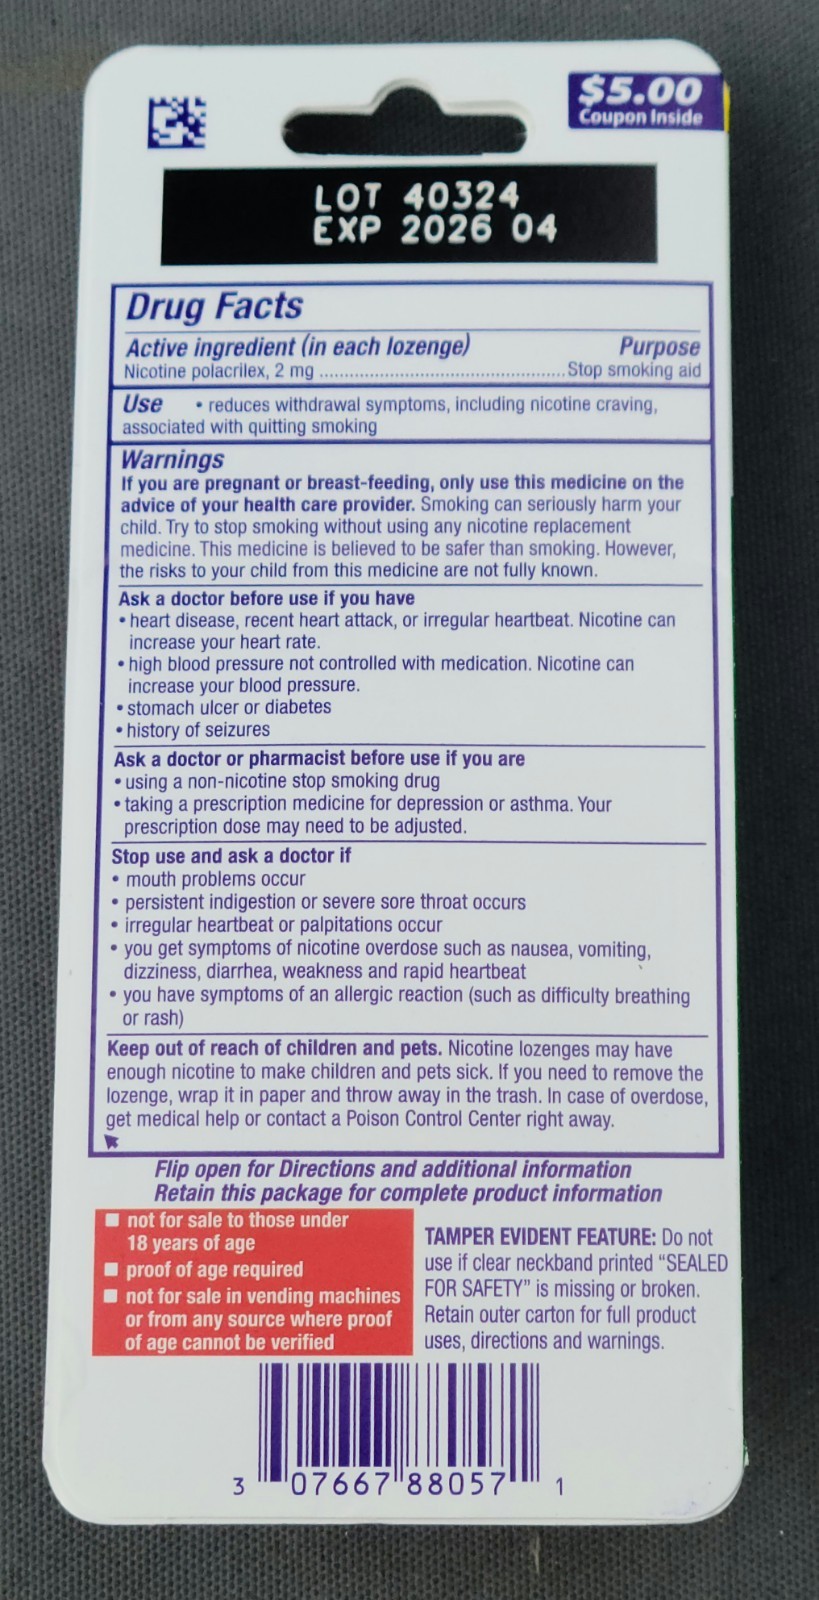 $5.00
Coupon Inside
LOT 40324
EXP 2026 04
Drug Facts
Active ingredient (in each lozenge) Purpose
Nicotine polacrilex, 2 mg ................................................ Stop smoking aid
Use • reduces withdrawal symptoms, including nicotine craving,
associated with quitting smoking
Warnings
If you are pregnant or breast-feeding, only use this medicine on the
advice of your health care provider. Smoking can seriously harm your
child. Try to stop smoking without using any nicotine replacement
medicine. This medicine is believed to be safer than smoking. However,
the risks to your child from this medicine are not fully known.
Ask a doctor before use if you have
• heart disease, recent heart attack, or irregular heartbeat. Nicotine can
increase your heart rate.
• high blood pressure not controlled with medication. Nicotine can
increase your blood pressure.
• stomach ulcer or diabetes
• history of seizures
Ask a doctor or pharmacist before use if you are
• using a non-nicotine stop smoking drug
• taking a prescription medicine for depression or asthma. Your
prescription dose may need to be adjusted.
Stop use and ask a doctor if
• mouth problems occur
• persistent indigestion or severe sore throat occurs
• irregular heartbeat or palpitations occur
• you get symptoms of nicotine overdose such as nausea, vomiting,
dizziness, diarrhea, weakness and rapid heartbeat
• you have symptoms of an allergic reaction (such as difficulty breathing
or rash)
Keep out of reach of children and pets. Nicotine lozenges may have
enough nicotine to make children and pets sick. If you need to remove the
lozenge, wrap it in paper and throw away in the trash. In case of overdose,
get medical help or contact a Poison Control Center right away.
Flip open for Directions and additional information
Retain this package for complete product information
■ not for sale to those under
18 years of age
■ proof of age required
■ not for sale in vending machines
or from any source where proof
of age cannot be verified
TAMPER EVIDENT FEATURE: Do not
use if clear neckband printed “SEALED
FOR SAFETY” is missing or broken.
Retain outer carton for full product
uses, directions and warnings.
3 07667 88057 1